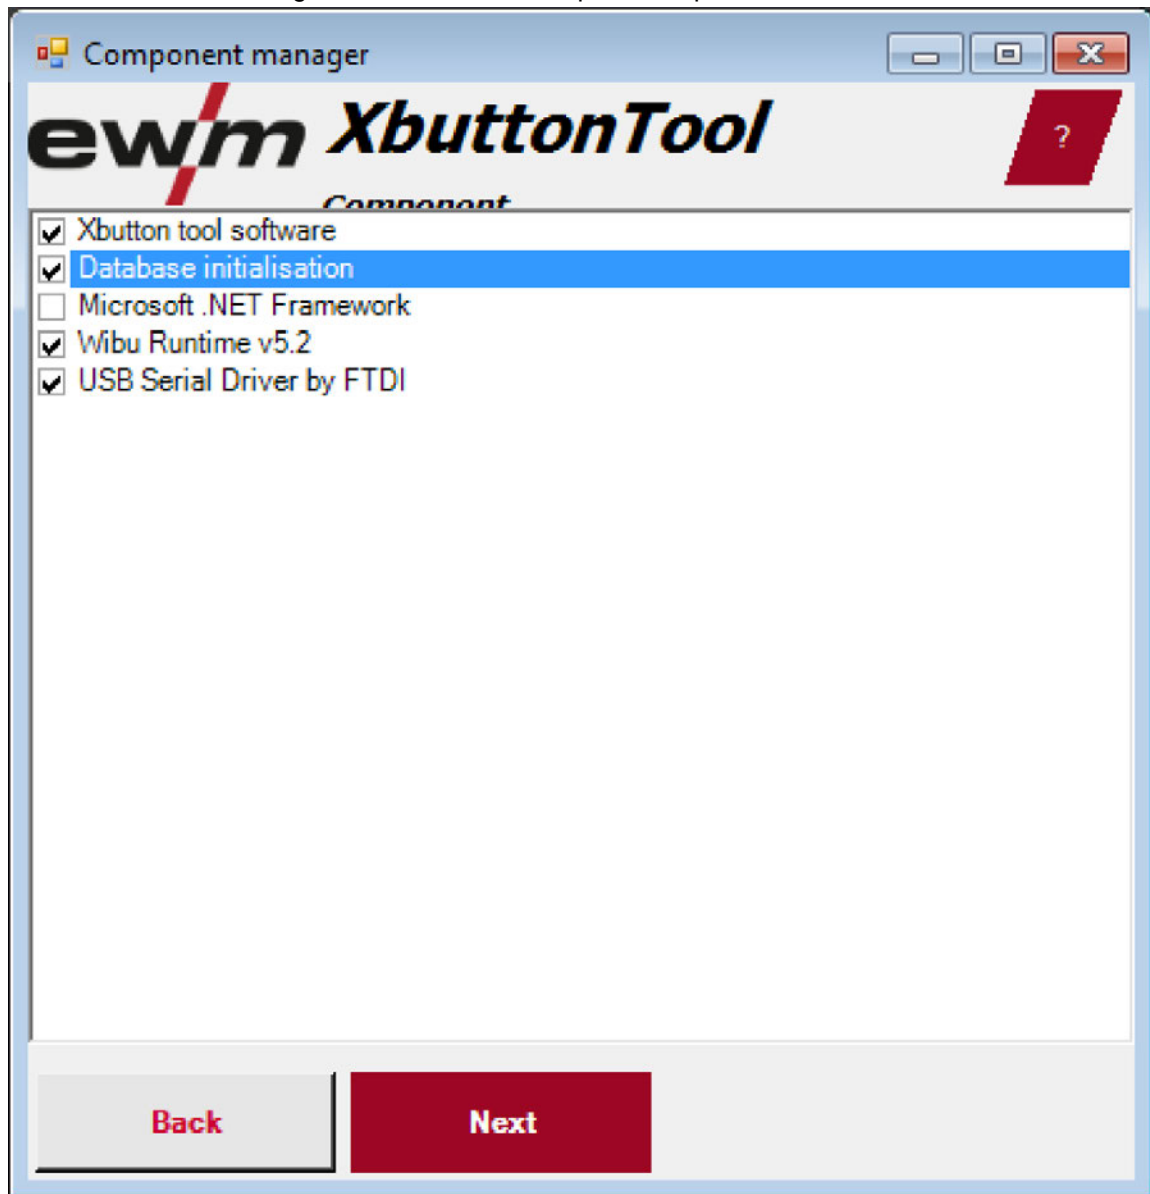 Component manager
ewm XbuttonTool
?
Component
Xbutton tool software
Database initialisation
Microsoft .NET Framework
Wibu Runtime v5.2
USB Serial Driver by FTDI
Back Next